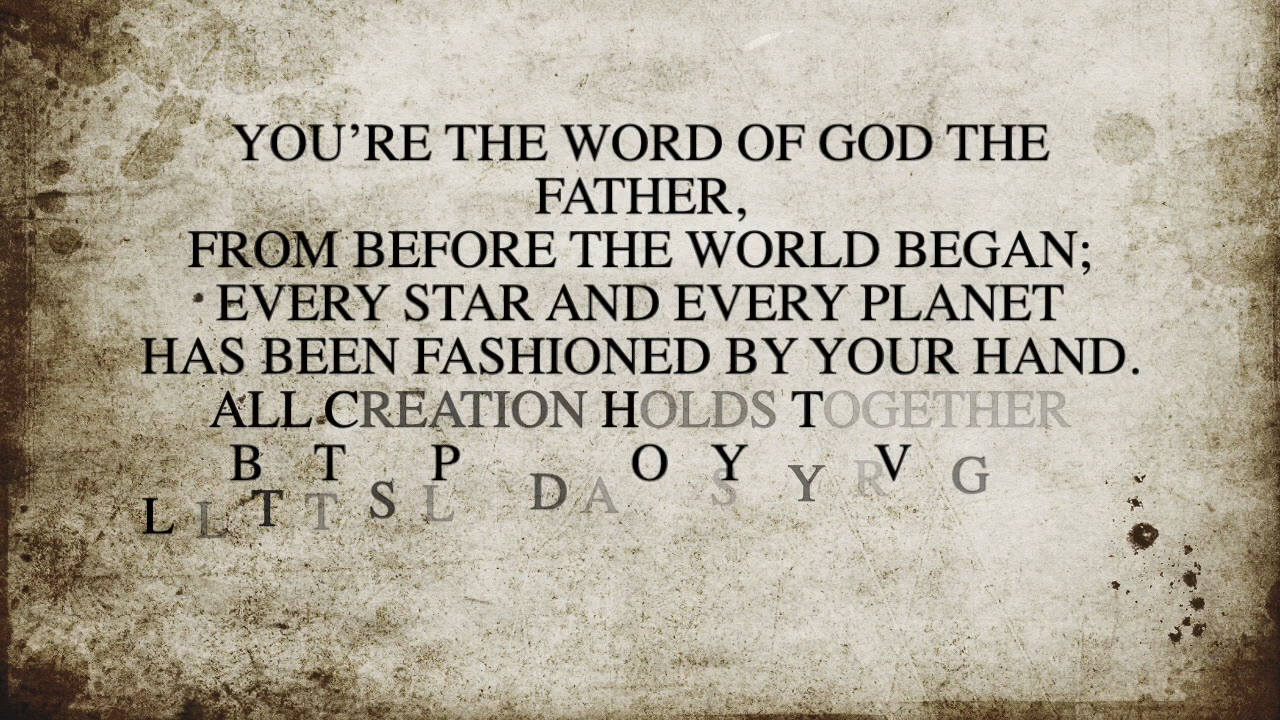 YOU’RE THE WORD OF GOD THE
FATHER,
FROM BEFORE THE WORLD BEGAN;
EVERY STAR AND EVERY PLANET
HAS BEEN FASHIONED BY YOUR HAND.
ALL CREATION HOLDS TOGETHER
B T P O Y V
L L T T S L D A S Y R G